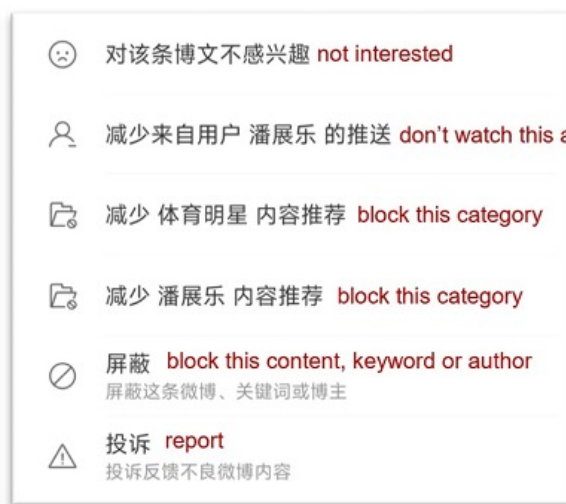 对该条博文不感兴趣 not interested
减少来自用户 潘展乐 的推送 don't watch this a
减少 体育明星 内容推荐 block this category
减少 潘展乐 内容推荐 block this category
屏蔽 block this content, keyword or author
屏蔽这条微博、关键词或博主
投诉 report
投诉反馈不良微博内容